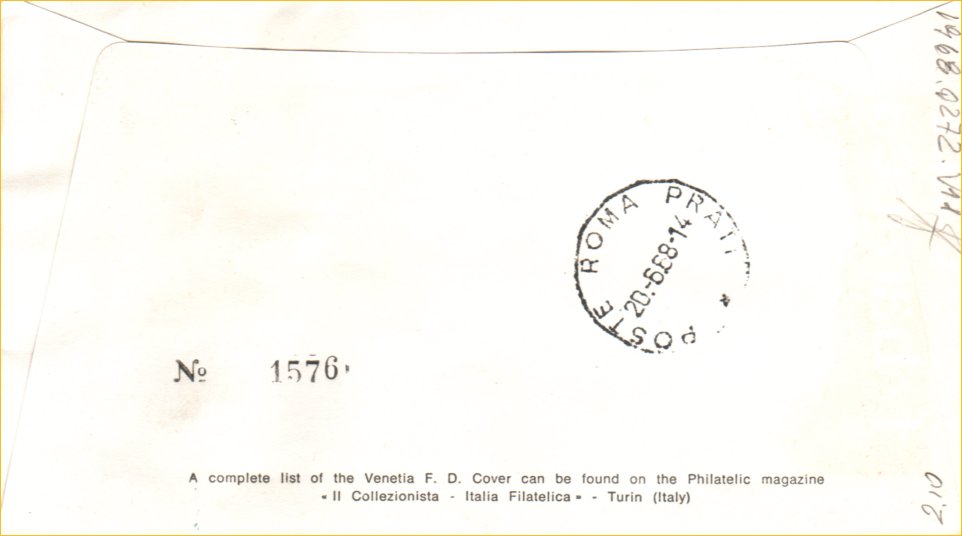 POSTE ROMA PRATI *
20.-6.68-14
№ 1576
A complete list of the Venetia F. D. Cover can be found on the Philatelic magazine
« Il Collezionista - Italia Filatelica » - Turin (Italy)
1968.0272.
2.10